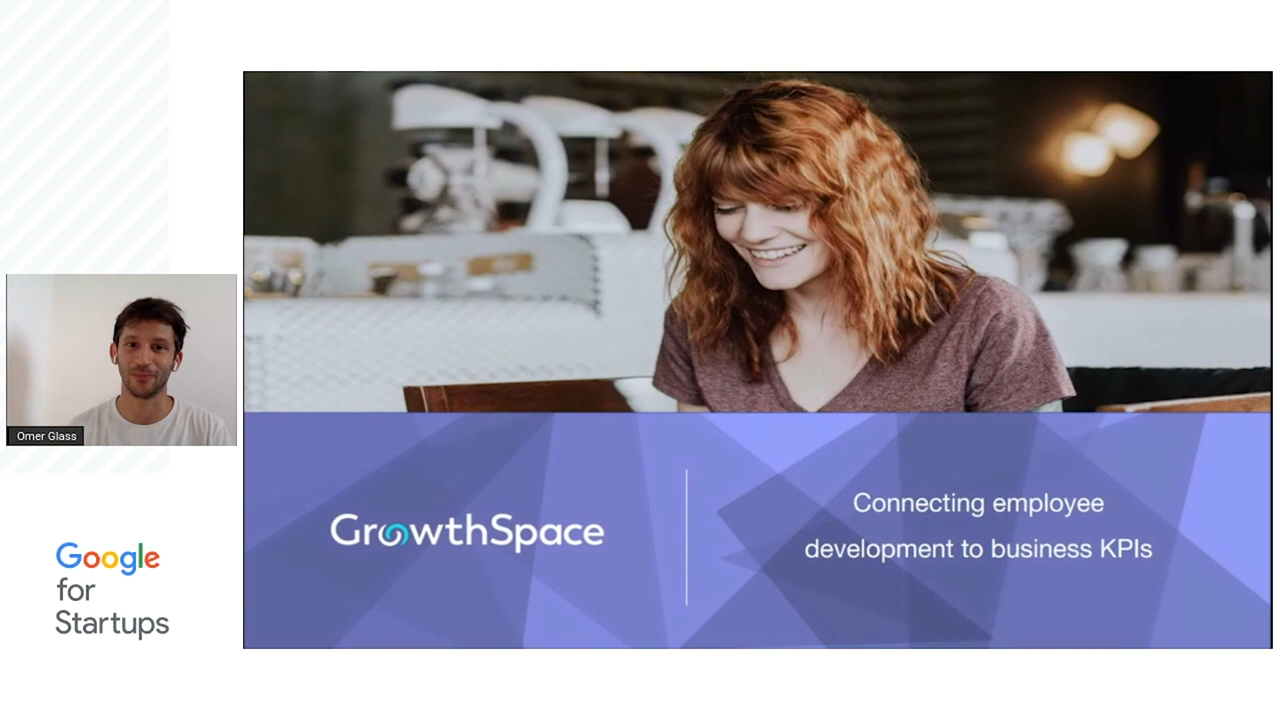 Omer Glass
Google
for
Startups
GrowthSpace
Connecting employee
development to business KPIs